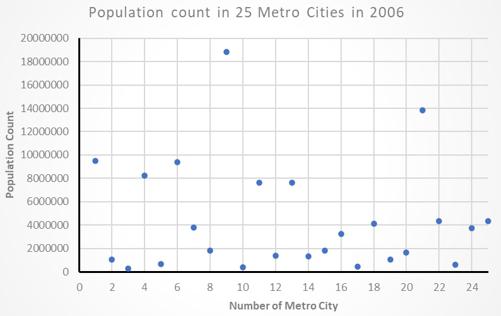 Population count in 25 Metro Cities in 2006
20000000
18000000
16000000
14000000
12000000
10000000
8000000
6000000
4000000
2000000
0
Population Count
0 2 4 6 8 10 12 14 16 18 20 22 24
Number of Metro City